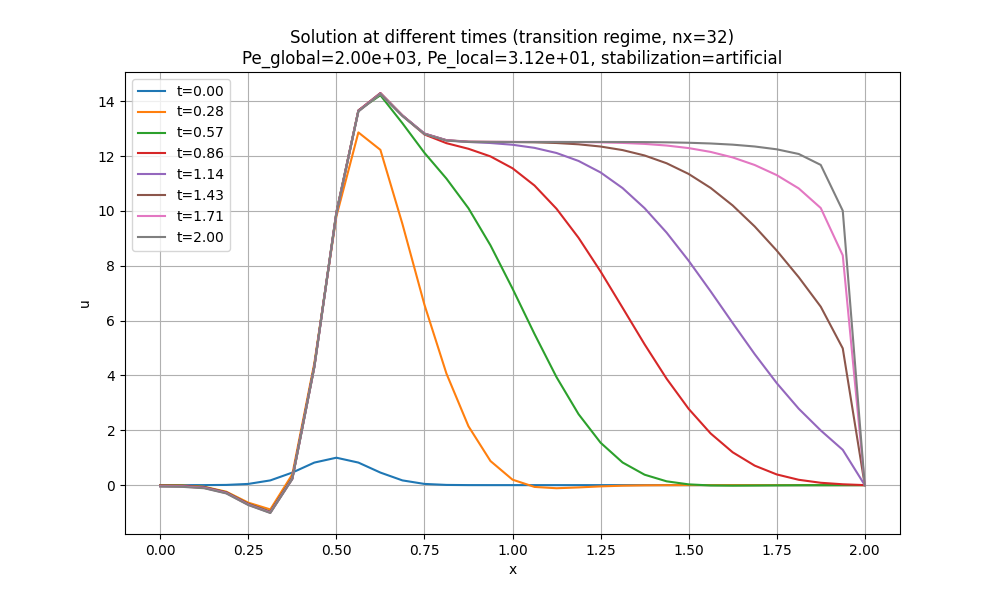 Solution at different times (transition regime, nx=32)
Pe_global=2.00e+03, Pe_local=3.12e+01, stabilization=artificial
t=0.00
t=0.28
t=0.57
t=0.86
t=1.14
t=1.43
t=1.71
t=2.00
14
12
10
8
6
4
2
0
u
0.00 0.25 0.50 0.75 1.00 1.25 1.50 1.75 2.00
x